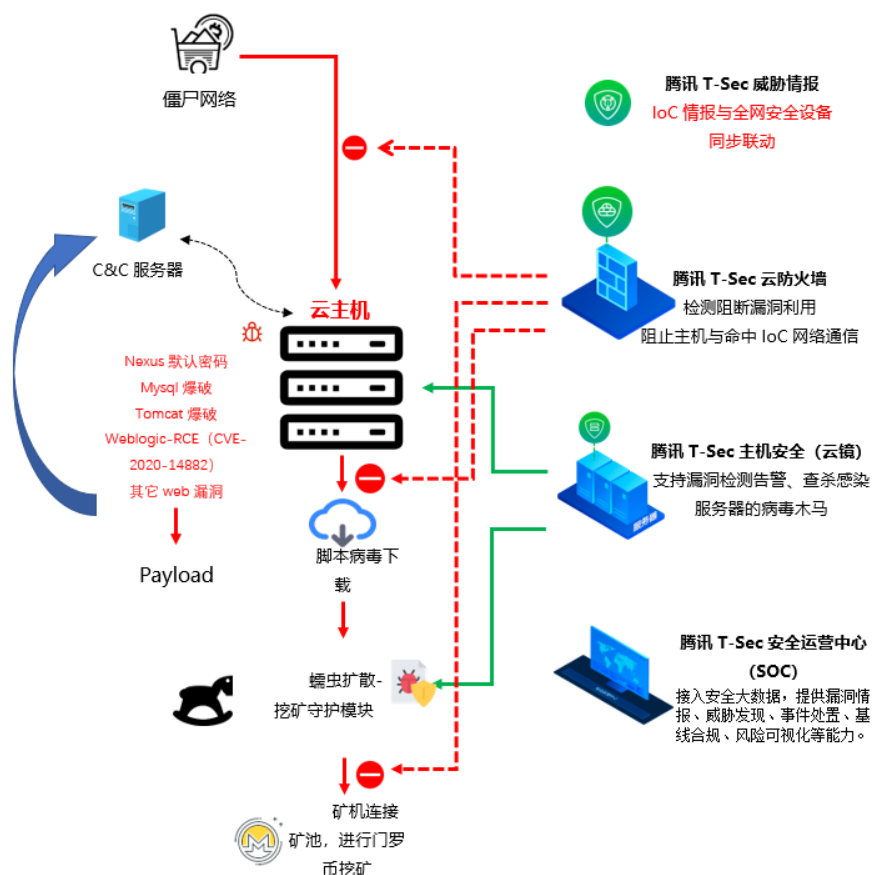 僵尸网络
C&C 服务器
云主机
Nexus 默认密码
Mysql 爆破
Tomcat 爆破
Weblogic-RCE（CVE-
2020-14882）
其它 web 漏洞
Payload
脚本病毒下
载
蠕虫扩散-
挖矿守护模块
矿机连接
矿池，进行门罗
币挖矿
腾讯 T-Sec 威胁情报
IoC 情报与全网安全设备
同步联动
腾讯 T-Sec 云防火墙
检测阻断漏洞利用
阻止主机与命中 IoC 网络通信
腾讯 T-Sec 主机安全（云镜）
支持漏洞检测告警、查杀感染
服务器的病毒木马
服务器
腾讯 T-Sec 安全运营中心
（SOC）
接入安全大数据，提供漏洞情
报、威胁发现、事件处置、基
线合规、风险可视化等能力。